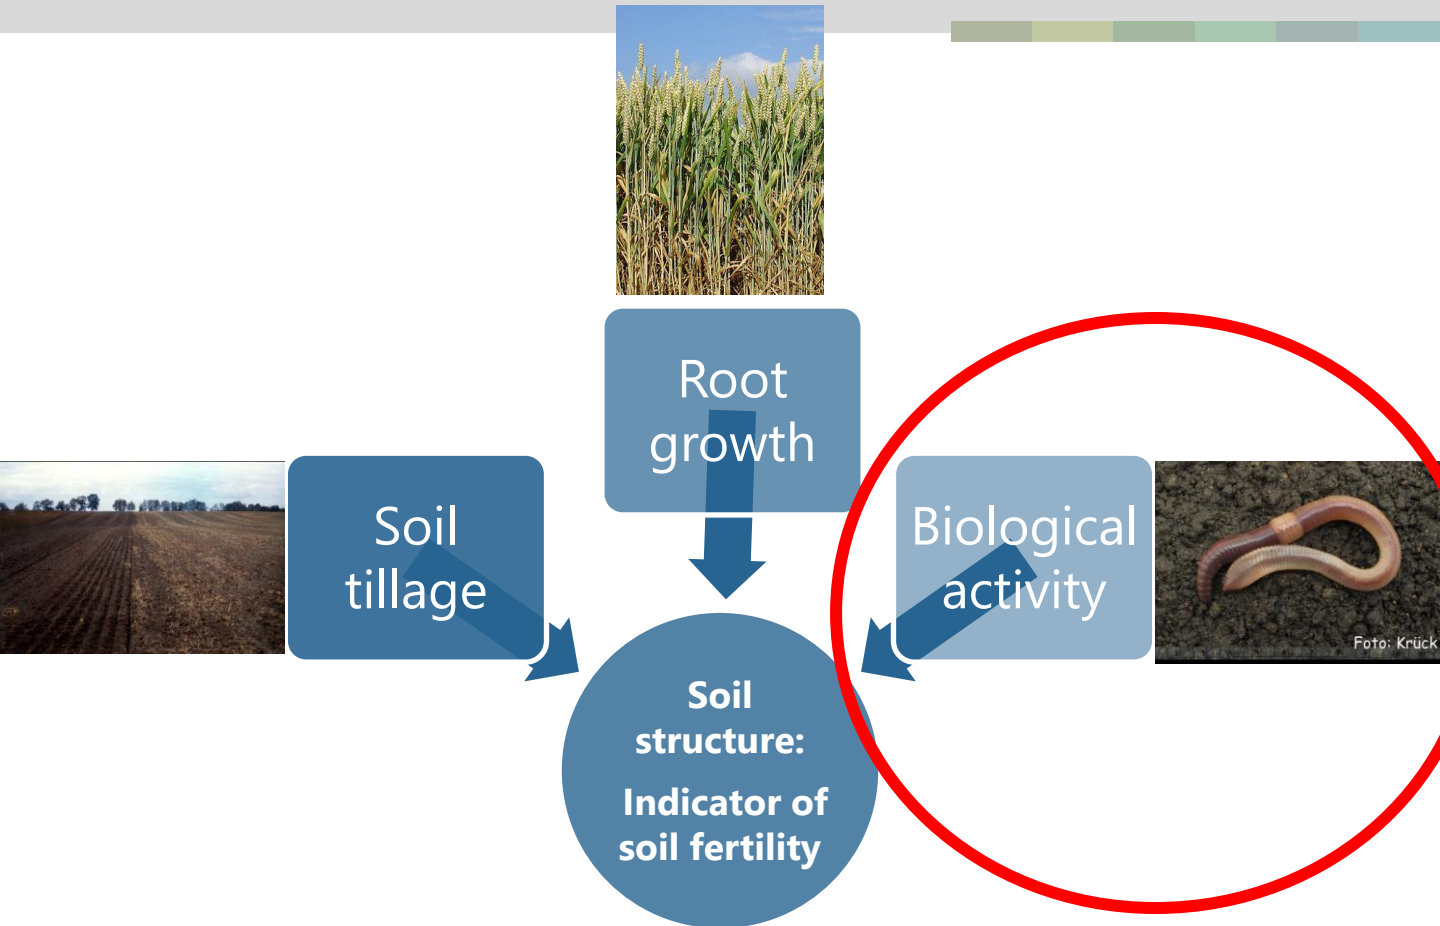 Root
growth
Soil
tillage
Biological
activity
Foto: Krück
Soil
structure:
Indicator of
soil fertility